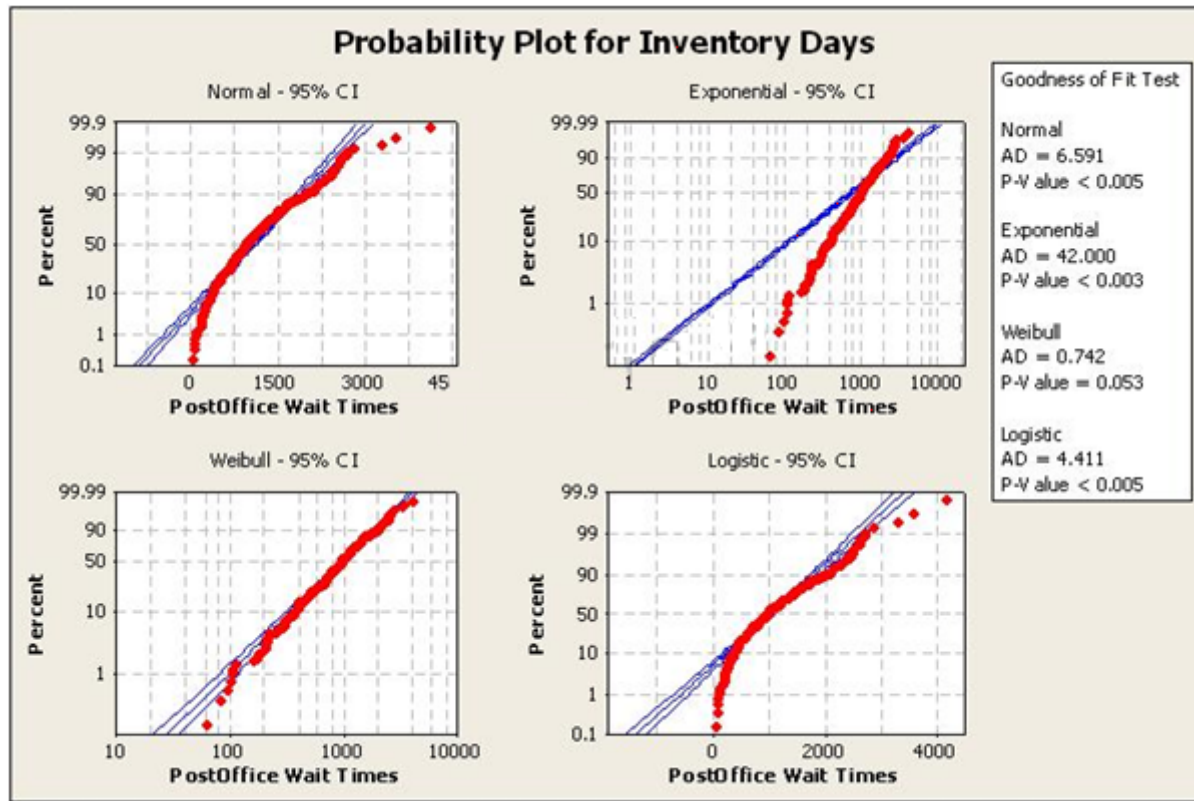 Probability Plot for Inventory Days
Normal - 95% CI
99.9
99
90
50
10
1
0.1
Percent
0 1500 3000 45
PostOffice Wait Times
Exponential - 95% CI
99.99
90
50
10
1
Percent
1 10 100 1000 10000
PostOffice Wait Times
Weibull - 95% CI
99.99
90
50
10
1
Percent
10 100 1000 10000
PostOffice Wait Times
Logistic - 95% CI
99.9
99
90
50
10
1
0.1
Percent
0 2000 4000
PostOffice Wait Times
Goodness of Fit Test
Normal
AD = 6.591
P-Value < 0.005
Exponential
AD = 42.000
P-Value < 0.003
Weibull
AD = 0.742
P-Value = 0.053
Logistic
AD = 4.411
P-Value < 0.005